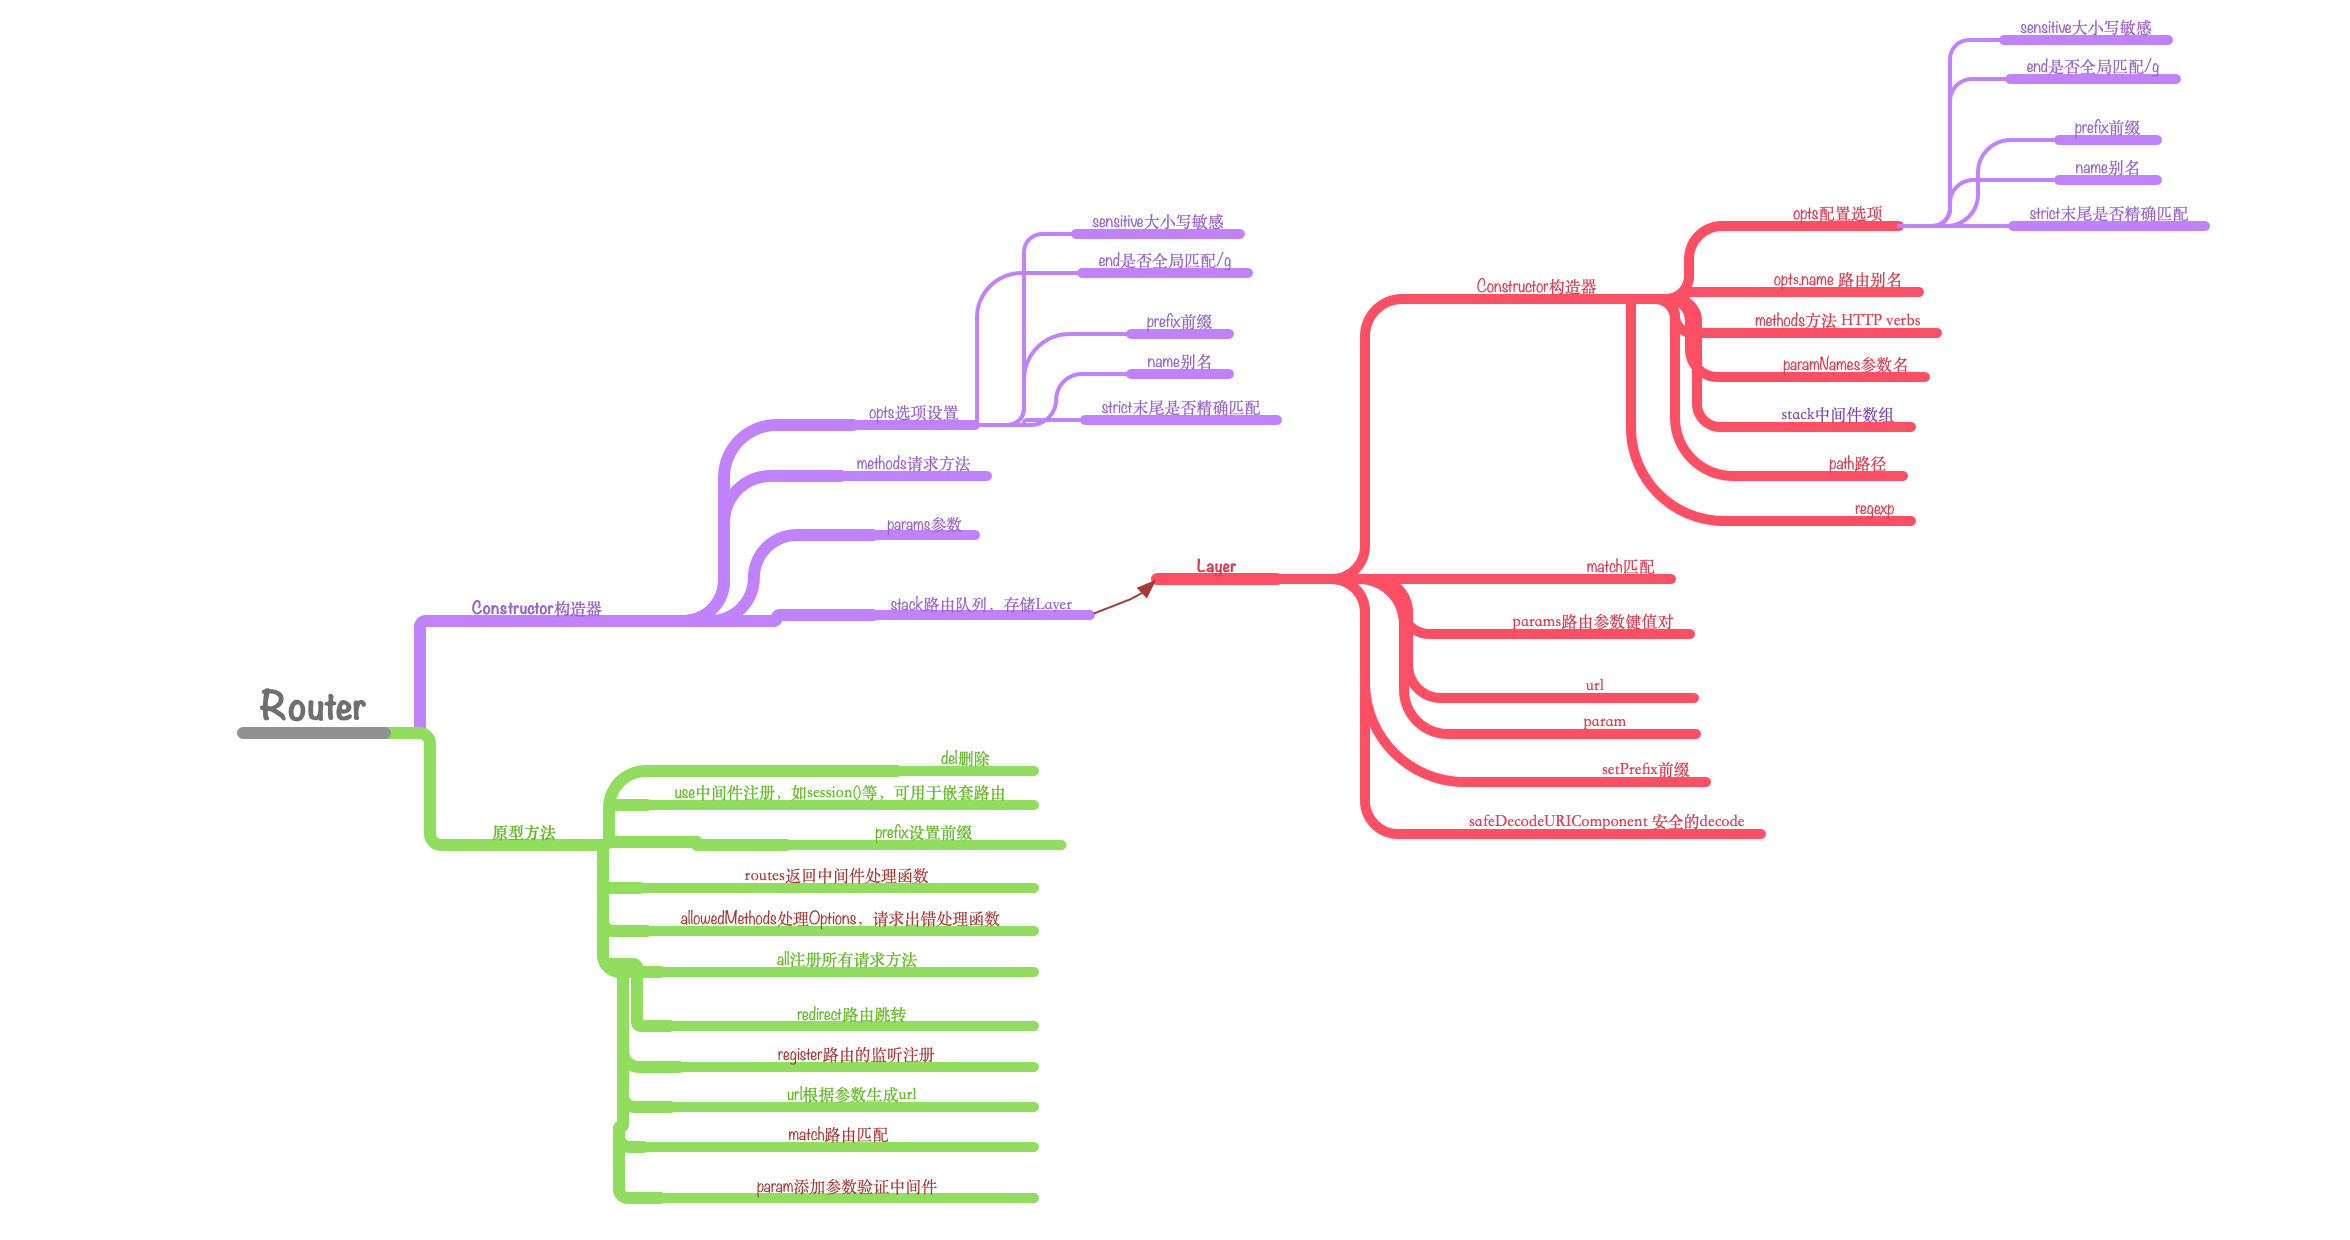 Router
Constructor构造器
opts选项设置
sensitive大小写敏感
end是否全局匹配/g
prefix前缀
name别名
strict末尾是否精确匹配
methods请求方法
params参数
stack路由队列，存储Layer
原型方法
del删除
use中间件注册，如session()等，可用于嵌套路由
prefix设置前缀
routes返回中间件处理函数
allowedMethods处理Options，请求出错处理函数
all注册所有请求方法
redirect路由跳转
register路由的监听注册
url根据参数生成url
match路由匹配
param添加参数验证中间件
Layer
Constructor构造器
opts配置选项
sensitive大小写敏感
end是否全局匹配/g
prefix前缀
name别名
strict末尾是否精确匹配
opts.name 路由别名
methods方法 HTTP verbs
paramNames参数名
stack中间件数组
path路径
regexp
match匹配
params路由参数键值对
url
param
setPrefix前缀
safeDecodeURIComponent 安全的decode